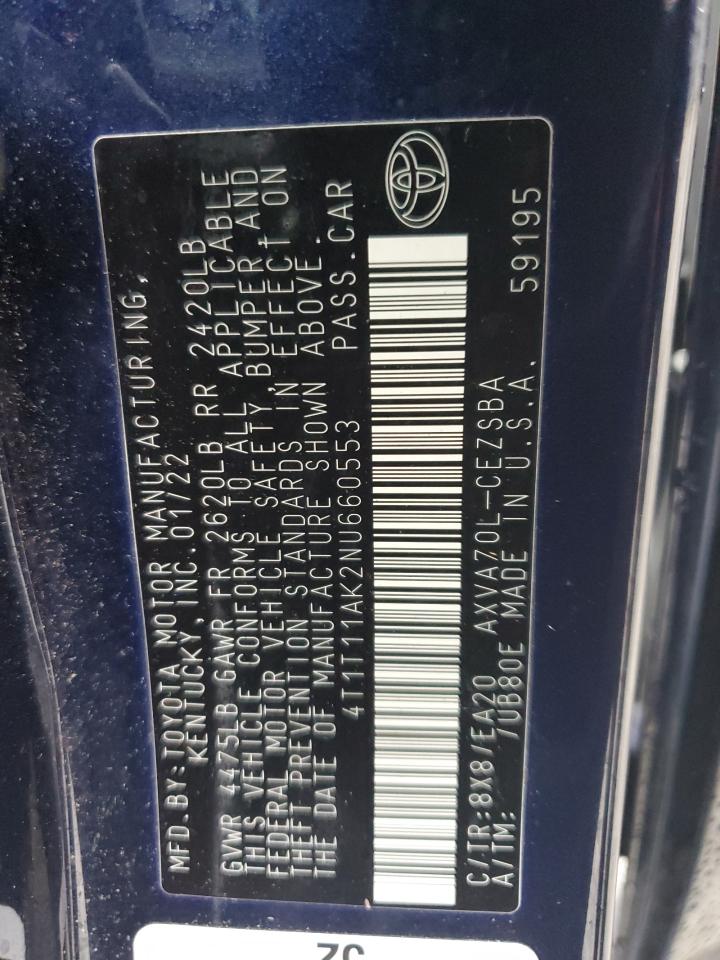 MFD.BY:TOYOTA MOTOR MANUFACTURING,
KENTUCKY, INC. 01/22
GVWR 4475LB GAWR FR 2620LB RR 2420LB
THIS VEHICLE CONFORMS TO ALL APPLICABLE
FEDERAL MOTOR VEHICLE SAFETY, BUMPER, AND
THEFT PREVENTION STANDARDS IN EFFECT ON
THE DATE OF MANUFACTURE SHOWN ABOVE.
4T1T11AK2NU660553 PASS.CAR
C/TR:8X8/EA20 AXVA70L-CEZSBA
A/TM: /UB80E MADE IN U.S.A. 59195